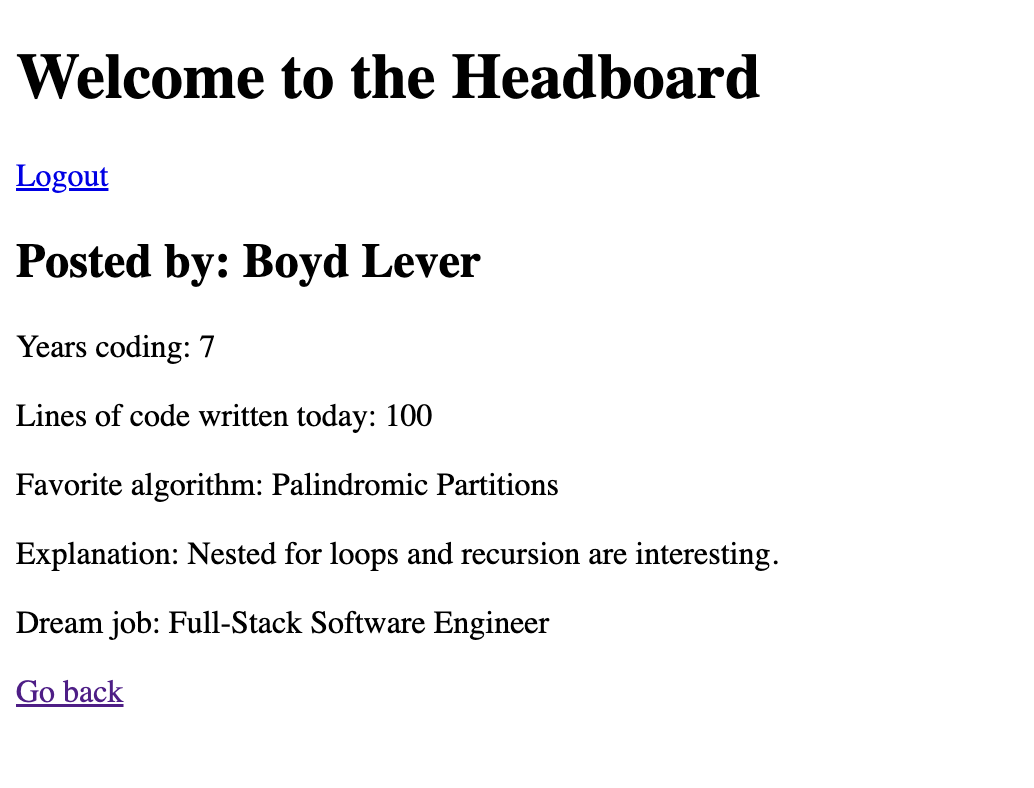 Welcome to the Headboard
Logout
Posted by: Boyd Lever
Years coding: 7
Lines of code written today: 100
Favorite algorithm: Palindromic Partitions
Explanation: Nested for loops and recursion are interesting.
Dream job: Full-Stack Software Engineer
Go back